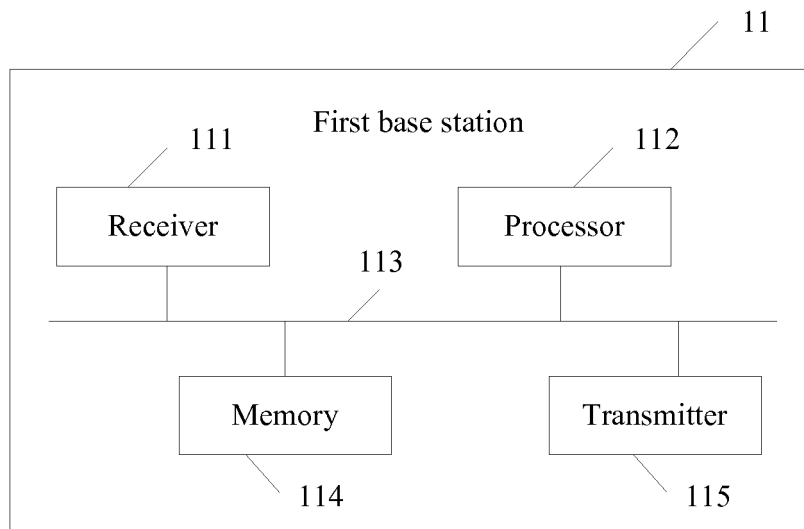 11
First base station
111
112
Receiver
Processor
113
Memory
Transmitter
114
115